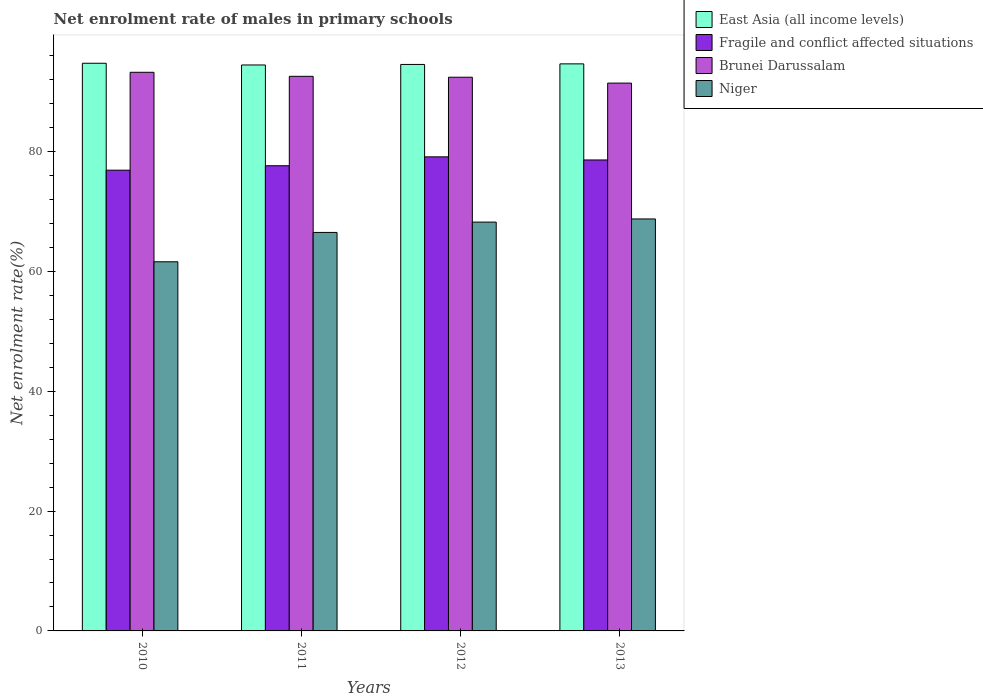 Net enrolment rate of males in primary schools
East Asia (all income levels)
Fragile and conflict affected situations
Brunei Darussalam
Niger
Net enrolment rate(%)
80
60
40
20
0
2010
2011
2012
2013
Years